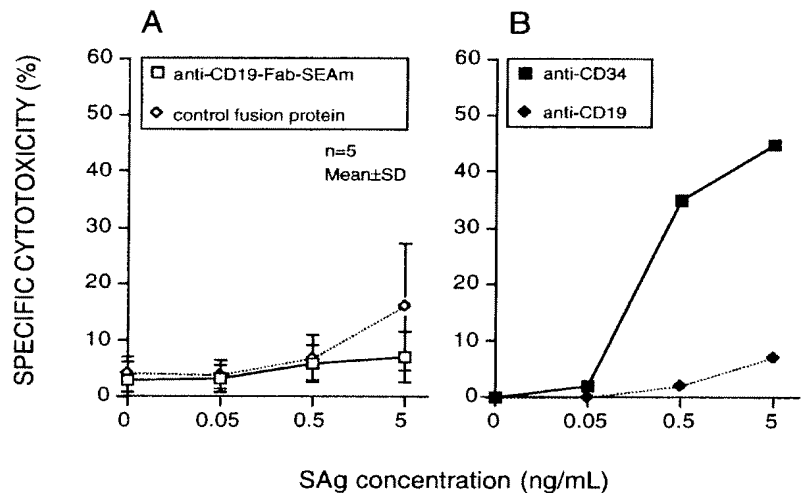 A
B
SPECIFIC CYTOTOXICITY (%)
60
50
40
30
20
10
0
anti-CD19-Fab-SEAm
control fusion protein
n=5
Mean±SD
0
0.05
0.5
5
60
50
40
30
20
10
0
anti-CD34
anti-CD19
0
0.05
0.5
5
SAg concentration (ng/mL)